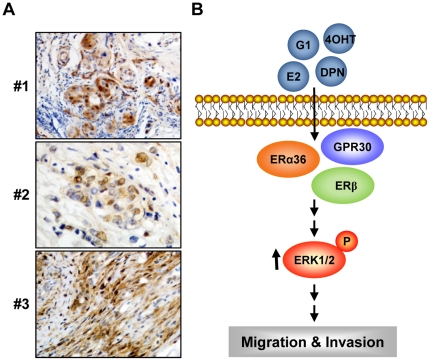 A
B
#1
#2
#3
G1
4OHT
E2
DPN
GPR30
ERα36
ERβ
P
ERK1/2
Migration & Invasion